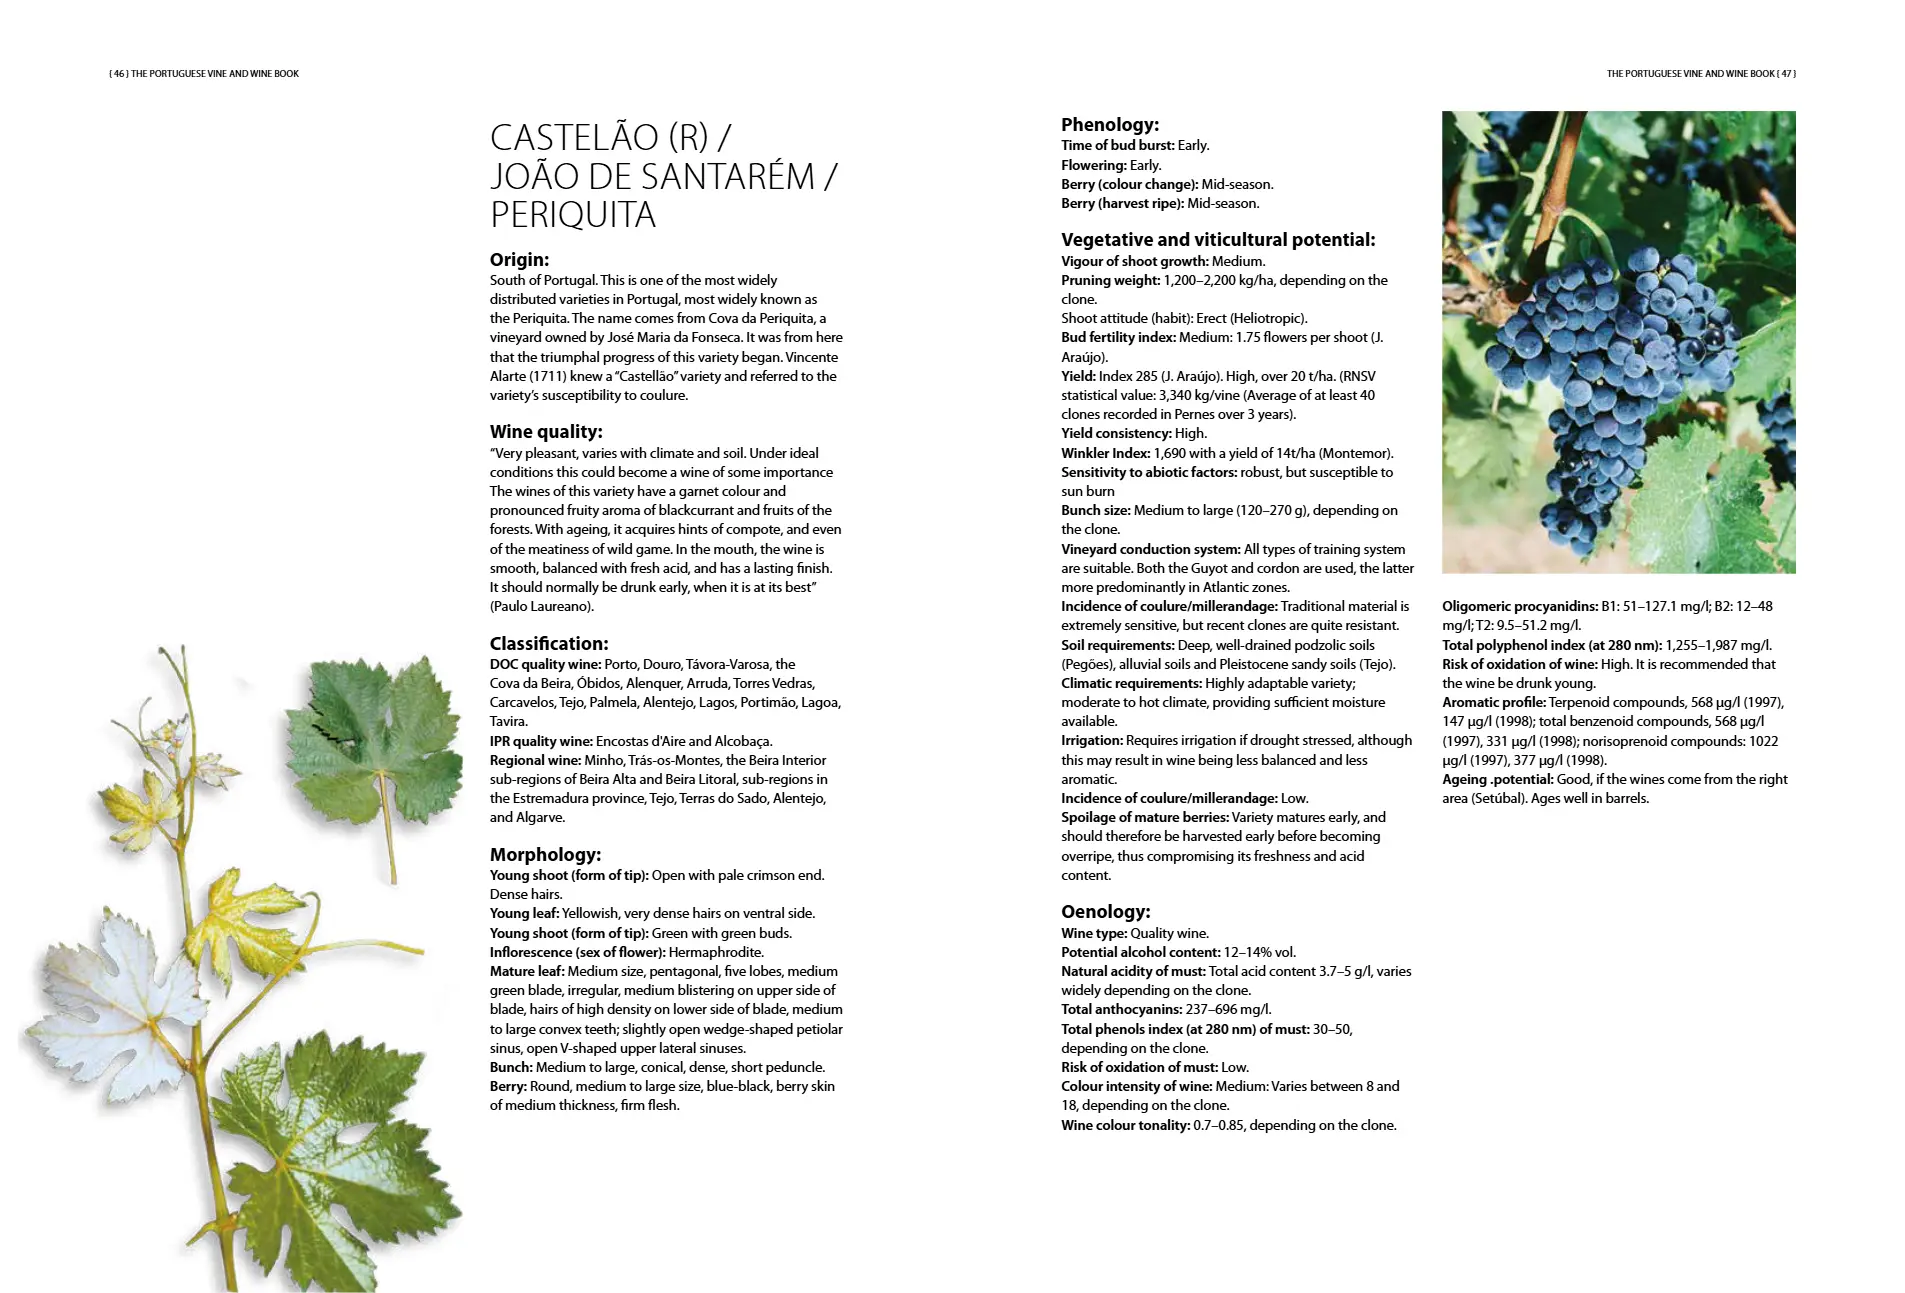 { 46 } THE PORTUGUESE VINE AND WINE BOOK
CASTELÃO (R) /
JOÃO DE SANTARÉM /
PERIQUITA
Origin:
South of Portugal. This is one of the most widely
distributed varieties in Portugal, most widely known as
the Periquita. The name comes from Cova da Periquita, a
vineyard owned by José Maria da Fonseca. It was from here
that the triumphal progress of this variety began. Vincente
Alarte (1711) knew a “Castellão” variety and referred to the
variety’s susceptibility to coulure.
Wine quality:
“Very pleasant, varies with climate and soil. Under ideal
conditions this could become a wine of some importance
The wines of this variety have a garnet colour and
pronounced fruity aroma of blackcurrant and fruits of the
forests. With ageing, it acquires hints of compote, and even
of the meatiness of wild game. In the mouth, the wine is
smooth, balanced with fresh acid, and has a lasting finish.
It should normally be drunk early, when it is at its best”
(Paulo Laureano).
Classification:
DOC quality wine: Porto, Douro, Távora-Varosa, the
Cova da Beira, Óbidos, Alenquer, Arruda, Torres Vedras,
Carcavelos, Tejo, Palmela, Alentejo, Lagos, Portimão, Lagoa,
Tavira.
IPR quality wine: Encostas d'Aire and Alcobaça.
Regional wine: Minho, Trás-os-Montes, the Beira Interior
sub-regions of Beira Alta and Beira Litoral, sub-regions in
the Estremadura province, Tejo, Terras do Sado, Alentejo,
and Algarve.
Morphology:
Young shoot (form of tip): Open with pale crimson end.
Dense hairs.
Young leaf: Yellowish, very dense hairs on ventral side.
Young shoot (form of tip): Green with green buds.
Inflorescence (sex of flower): Hermaphrodite.
Mature leaf: Medium size, pentagonal, five lobes, medium
green blade, irregular, medium blistering on upper side of
blade, hairs of high density on lower side of blade, medium
to large convex teeth; slightly open wedge-shaped petiolar
sinus, open V-shaped upper lateral sinuses.
Bunch: Medium to large, conical, dense, short peduncle.
Berry: Round, medium to large size, blue-black, berry skin
of medium thickness, firm flesh.
THE PORTUGUESE VINE AND WINE BOOK { 47 }
Phenology:
Time of bud burst: Early.
Flowering: Early.
Berry (colour change): Mid-season.
Berry (harvest ripe): Mid-season.
Vegetative and viticultural potential:
Vigour of shoot growth: Medium.
Pruning weight: 1,200–2,200 kg/ha, depending on the
clone.
Shoot attitude (habit): Erect (Heliotropic).
Bud fertility index: Medium: 1.75 flowers per shoot (J.
Araújo).
Yield: Index 285 (J. Araújo). High, over 20 t/ha. (RNSV
statistical value: 3,340 kg/vine (Average of at least 40
clones recorded in Pernes over 3 years).
Yield consistency: High.
Winkler Index: 1,690 with a yield of 14t/ha (Montemor).
Sensitivity to abiotic factors: robust, but susceptible to
sun burn
Bunch size: Medium to large (120–270 g), depending on
the clone.
Vineyard conduction system: All types of training system
are suitable. Both the Guyot and cordon are used, the latter
more predominantly in Atlantic zones.
Incidence of coulure/millerandage: Traditional material is
extremely sensitive, but recent clones are quite resistant.
Soil requirements: Deep, well-drained podzolic soils
(Pegões), alluvial soils and Pleistocene sandy soils (Tejo).
Climatic requirements: Highly adaptable variety;
moderate to hot climate, providing sufficient moisture
available.
Irrigation: Requires irrigation if drought stressed, although
this may result in wine being less balanced and less
aromatic.
Incidence of coulure/millerandage: Low.
Spoilage of mature berries: Variety matures early, and
should therefore be harvested early before becoming
overripe, thus compromising its freshness and acid
content.
Oenology:
Wine type: Quality wine.
Potential alcohol content: 12–14% vol.
Natural acidity of must: Total acid content 3.7–5 g/l, varies
widely depending on the clone.
Total anthocyanins: 237–696 mg/l.
Total phenols index (at 280 nm) of must: 30–50,
depending on the clone.
Risk of oxidation of must: Low.
Colour intensity of wine: Medium: Varies between 8 and
18, depending on the clone.
Wine colour tonality: 0.7–0.85, depending on the clone.
Oligomeric procyanidins: B1: 51–127.1 mg/l; B2: 12–48
mg/l; T2: 9.5–51.2 mg/l.
Total polyphenol index (at 280 nm): 1,255–1,987 mg/l.
Risk of oxidation of wine: High. It is recommended that
the wine be drunk young.
Aromatic profile: Terpenoid compounds, 568 µg/l (1997),
147 µg/l (1998); total benzenoid compounds, 568 µg/l
(1997), 331 µg/l (1998); norisoprenoid compounds: 1022
µg/l (1997), 377 µg/l (1998).
Ageing .potential: Good, if the wines come from the right
area (Setúbal). Ages well in barrels.